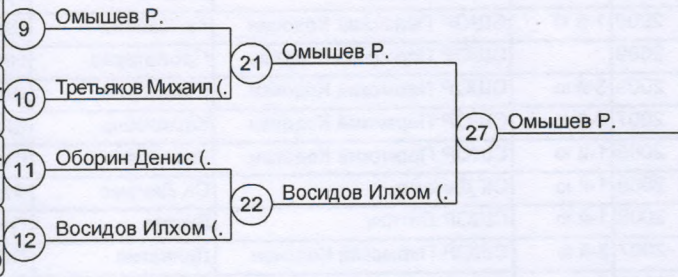 9 Омышев Р.
21 Омышев Р.
10 Третьяков Михаил (.
27 Омышев Р.
11 Оборин Денис (.
22 Восидов Илхом (.
12 Восидов Илхом (.